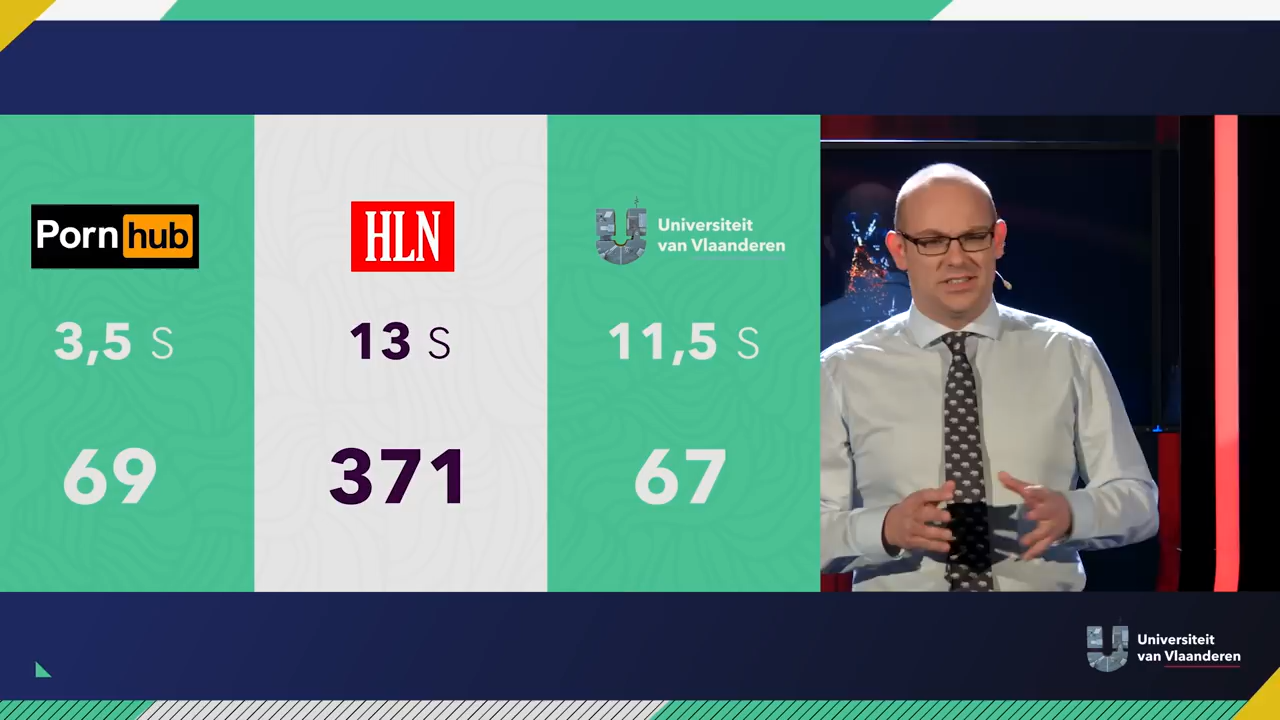 Pornhub
HLN
Universiteit
van Vlaanderen
3,5 S
13 S
11,5 S
69
371
67
Universiteit
van Vlaanderen